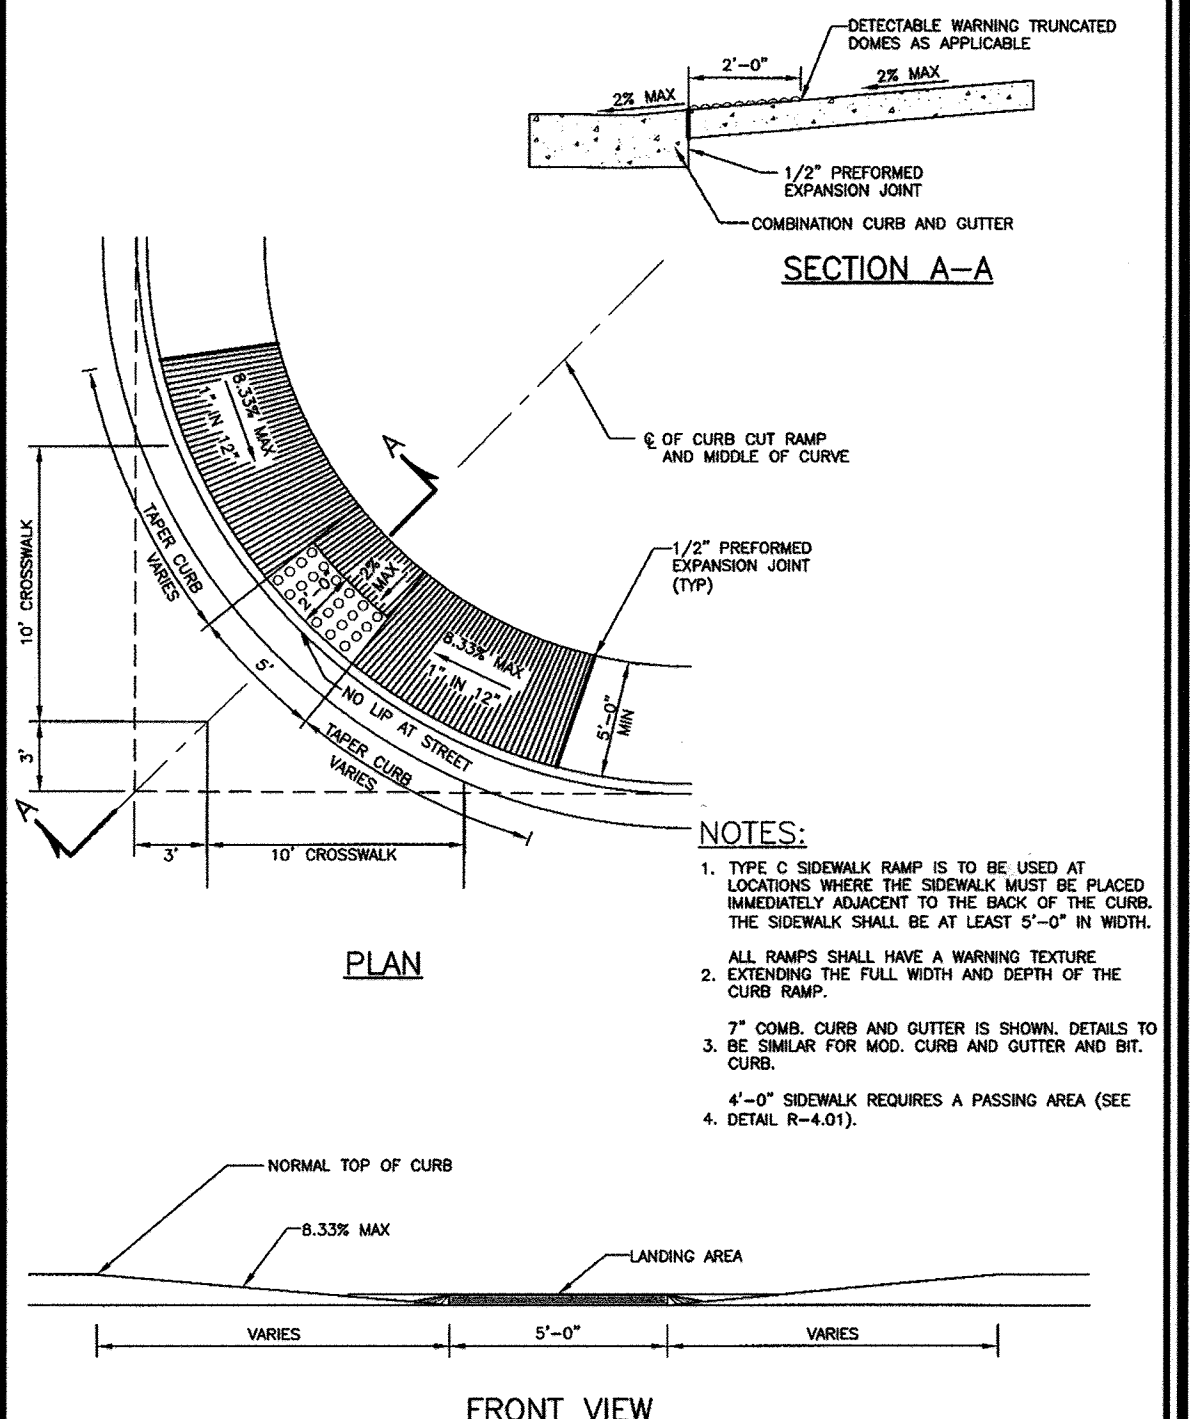 DETECTABLE WARNING TRUNCATED
DOMES AS APPLICABLE
2'-0"
2% MAX
2% MAX
1/2" PREFORMED
EXPANSION JOINT
COMBINATION CURB AND GUTTER
SECTION A-A
8.33% MAX
1" IN 12"
A
℄ OF CURB CUT RAMP
AND MIDDLE OF CURVE
10' CROSSWALK
TAPER CURB
VARIES
2%
MAX
2'-0"
1/2" PREFORMED
EXPANSION JOINT
(TYP)
8.33% MAX
1" IN 12"
5'
NO LIP AT STREET
5'-0"
MIN
TAPER CURB
VARIES
3'
A
3'
10' CROSSWALK
PLAN
NOTES:
1. TYPE C SIDEWALK RAMP IS TO BE USED AT
LOCATIONS WHERE THE SIDEWALK MUST BE PLACED
IMMEDIATELY ADJACENT TO THE BACK OF THE CURB.
THE SIDEWALK SHALL BE AT LEAST 5'-0" IN WIDTH.
ALL RAMPS SHALL HAVE A WARNING TEXTURE
2. EXTENDING THE FULL WIDTH AND DEPTH OF THE
CURB RAMP.
7" COMB. CURB AND GUTTER IS SHOWN. DETAILS TO
3. BE SIMILAR FOR MOD. CURB AND GUTTER AND BIT.
CURB.
4'-0" SIDEWALK REQUIRES A PASSING AREA (SEE
4. DETAIL R-4.01).
NORMAL TOP OF CURB
8.33% MAX
LANDING AREA
VARIES
5'-0"
VARIES
FRONT VIEW